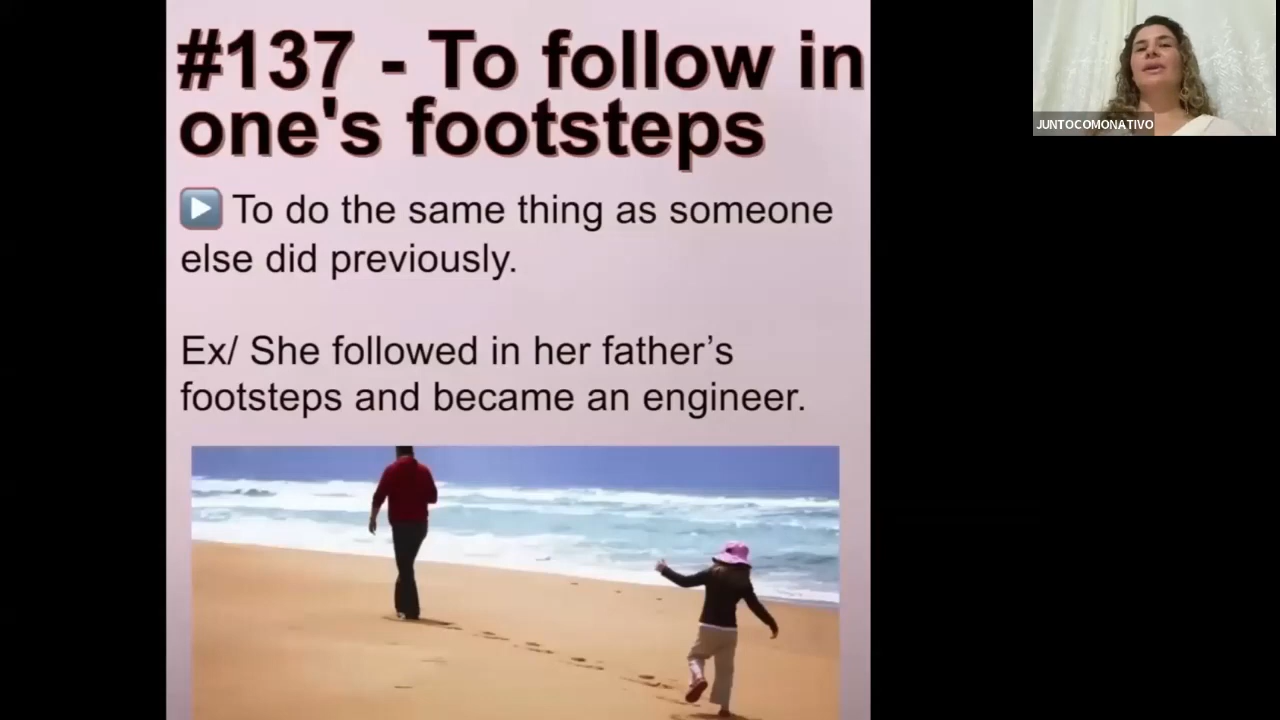 #137 - To follow in
one's footsteps
▶ To do the same thing as someone
else did previously.
Ex/ She followed in her father’s
footsteps and became an engineer.
JUNTOCOMONATIVO